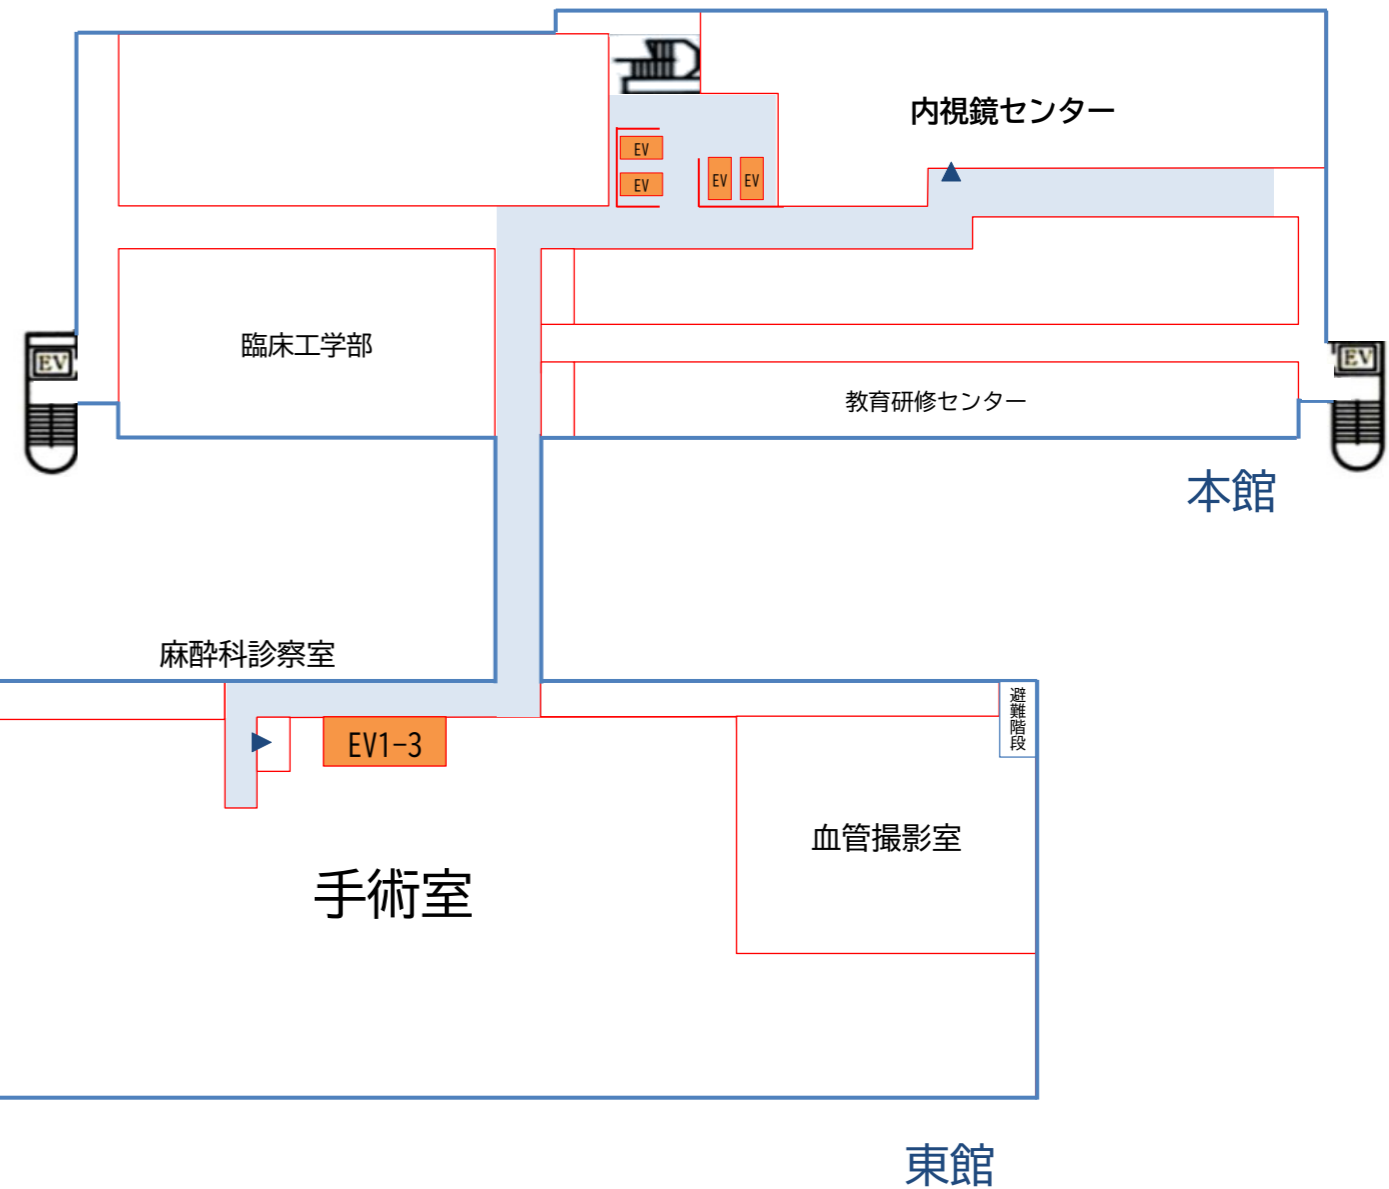 内視鏡センター
EV
EV
EV
EV
臨床工学部
EV
EV
教育研修センター
本館
麻酔科診察室
避難階段
EV1-3
血管撮影室
手術室
東館